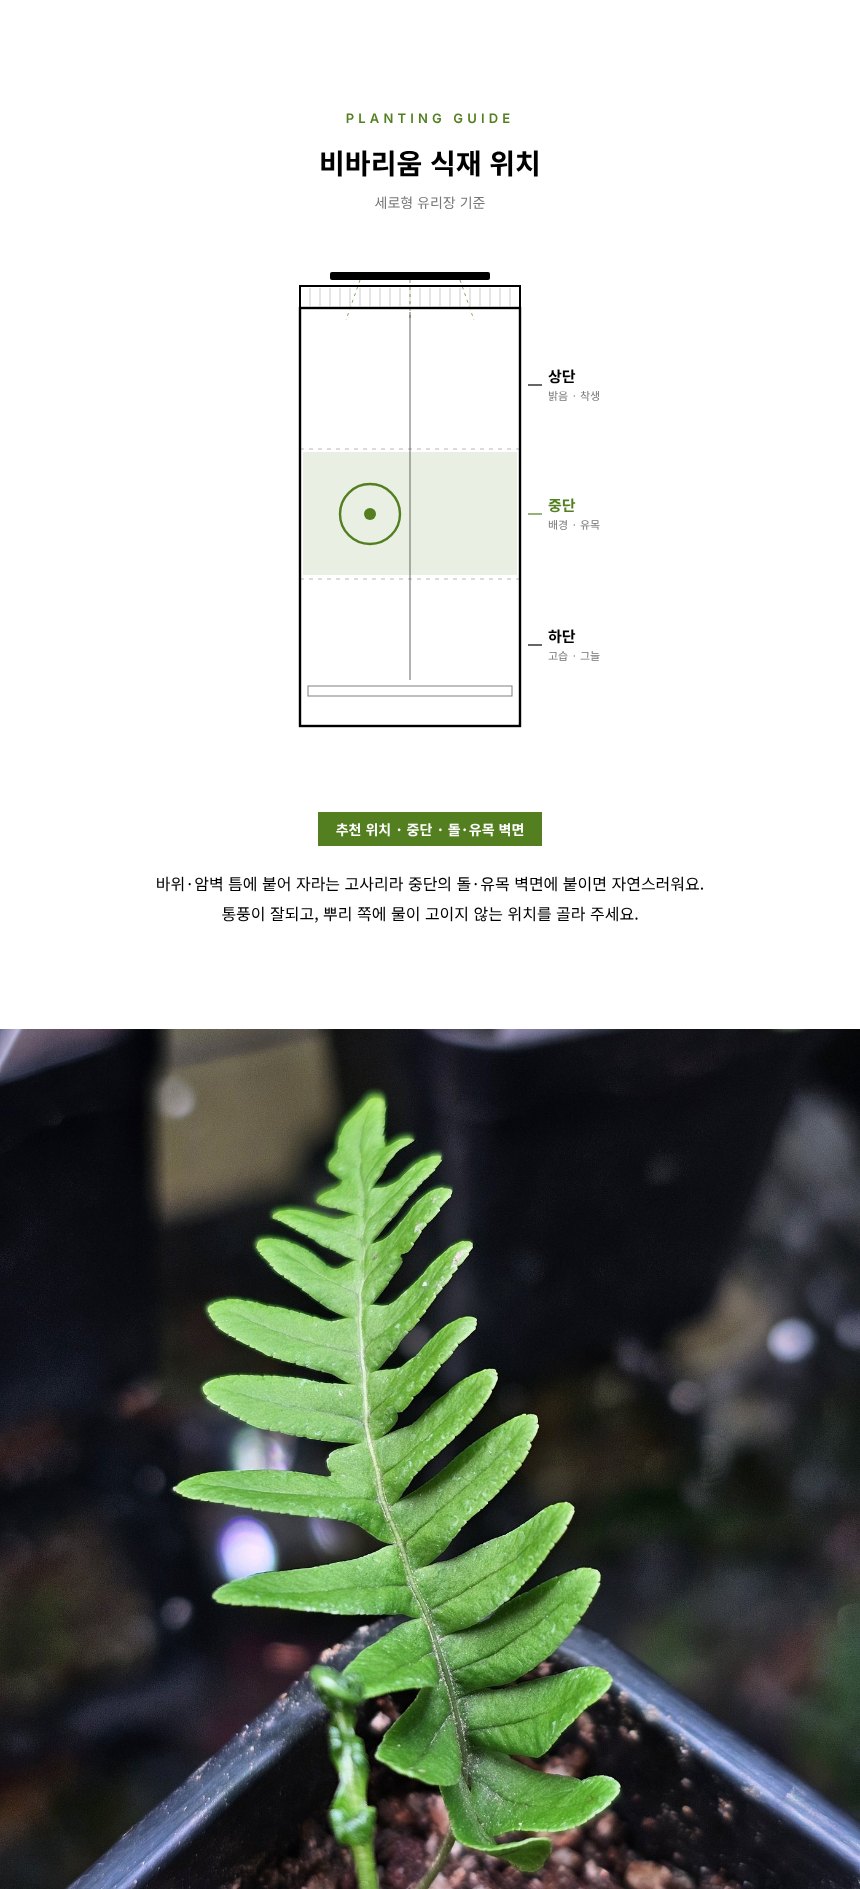 PLANTING GUIDE
비바리움 식재 위치
세로형 유리장 기준
상단
밝음 · 착생
중단
배경 · 유목
하단
고습 · 그늘
추천 위치 · 중단 · 돌·유목 벽면
바위·암벽 틈에 붙어 자라는 고사리라 중단의 돌·유목 벽면에 붙이면 자연스러워요.
통풍이 잘되고, 뿌리 쪽에 물이 고이지 않는 위치를 골라 주세요.